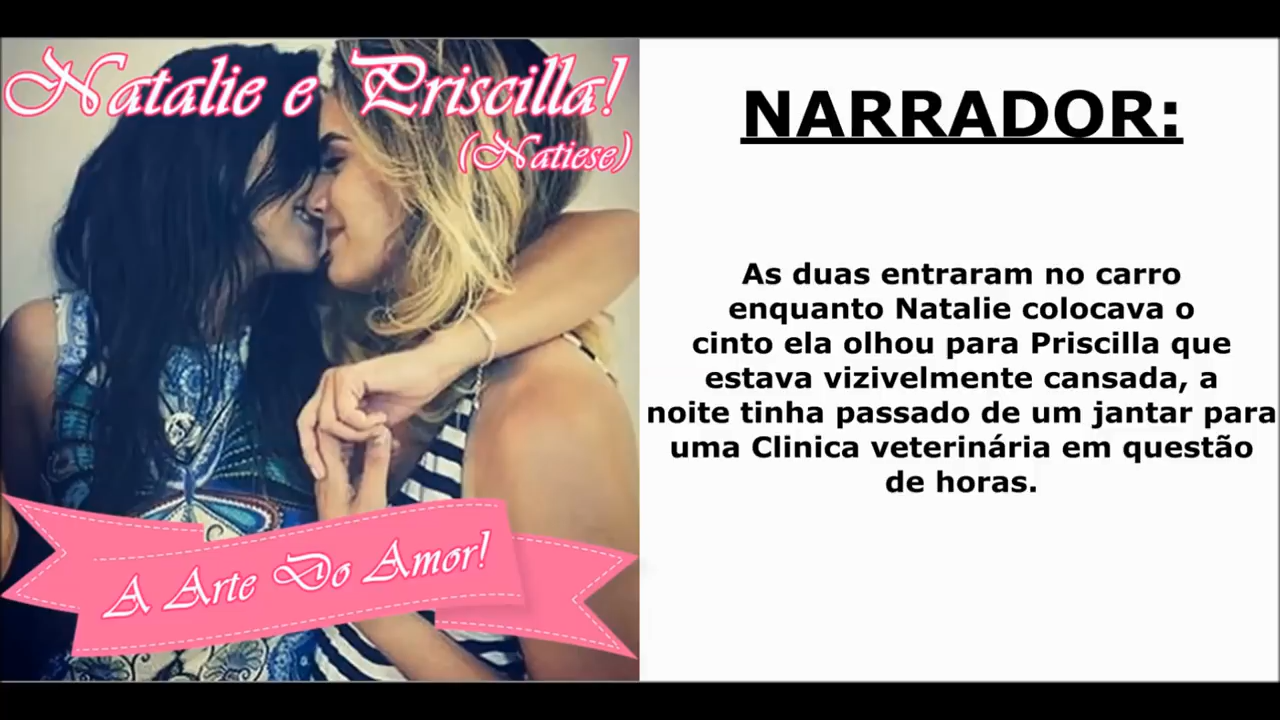 Natalie e Priscilla!
(Natiese)
A Arte Do Amor!
NARRADOR:
As duas entraram no carro
enquanto Natalie colocava o
cinto ela olhou para Priscilla que
estava vizivelmente cansada, a
noite tinha passado de um jantar para
uma Clinica veterinária em questão
de horas.